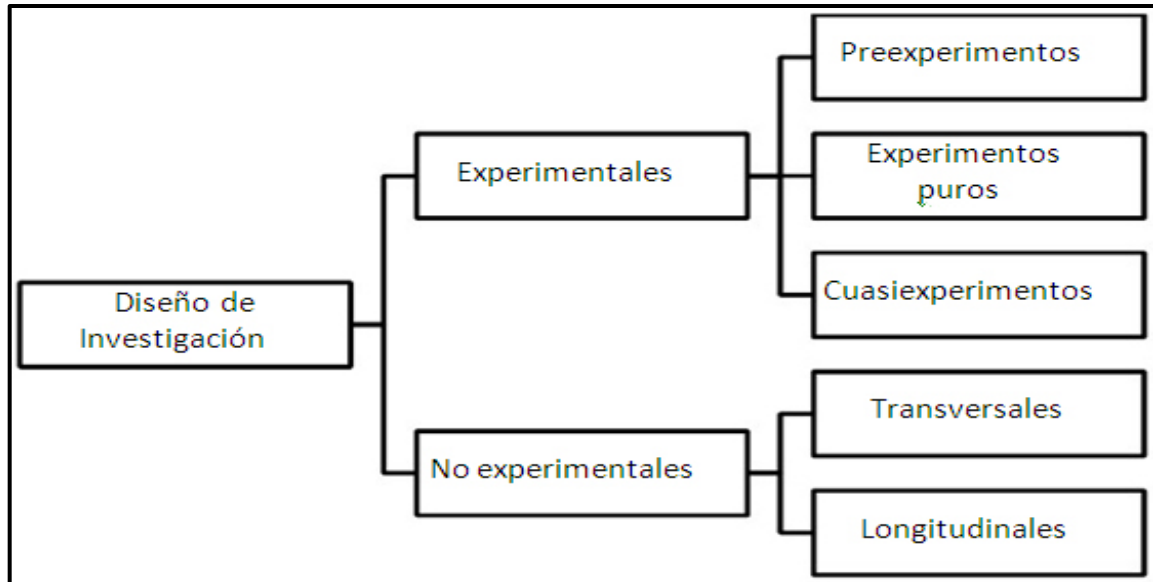 Preexperimentos
Experimentales
Experimentos
puros
Cuasiexperimentos
Diseño de
Investigación
Transversales
No experimentales
Longitudinales